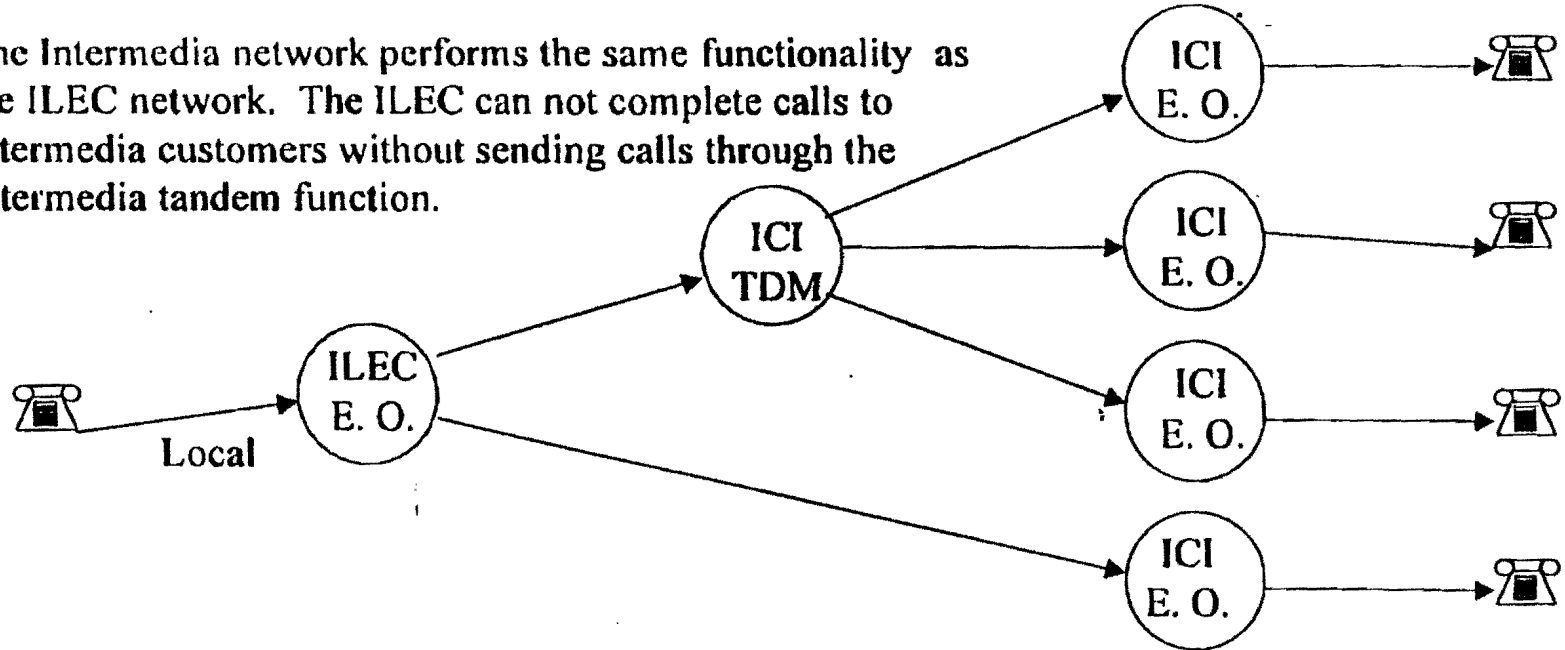 he Intermedia network performs the same functionality as
e ILEC network. The ILEC can not complete calls to
termedia customers without sending calls through the
termedia tandem function.
ICI
E. O.
ICI
E. O.
ICI
TDM
ILEC
E. O.
Local
ICI
E. O.
ICI
E. O.